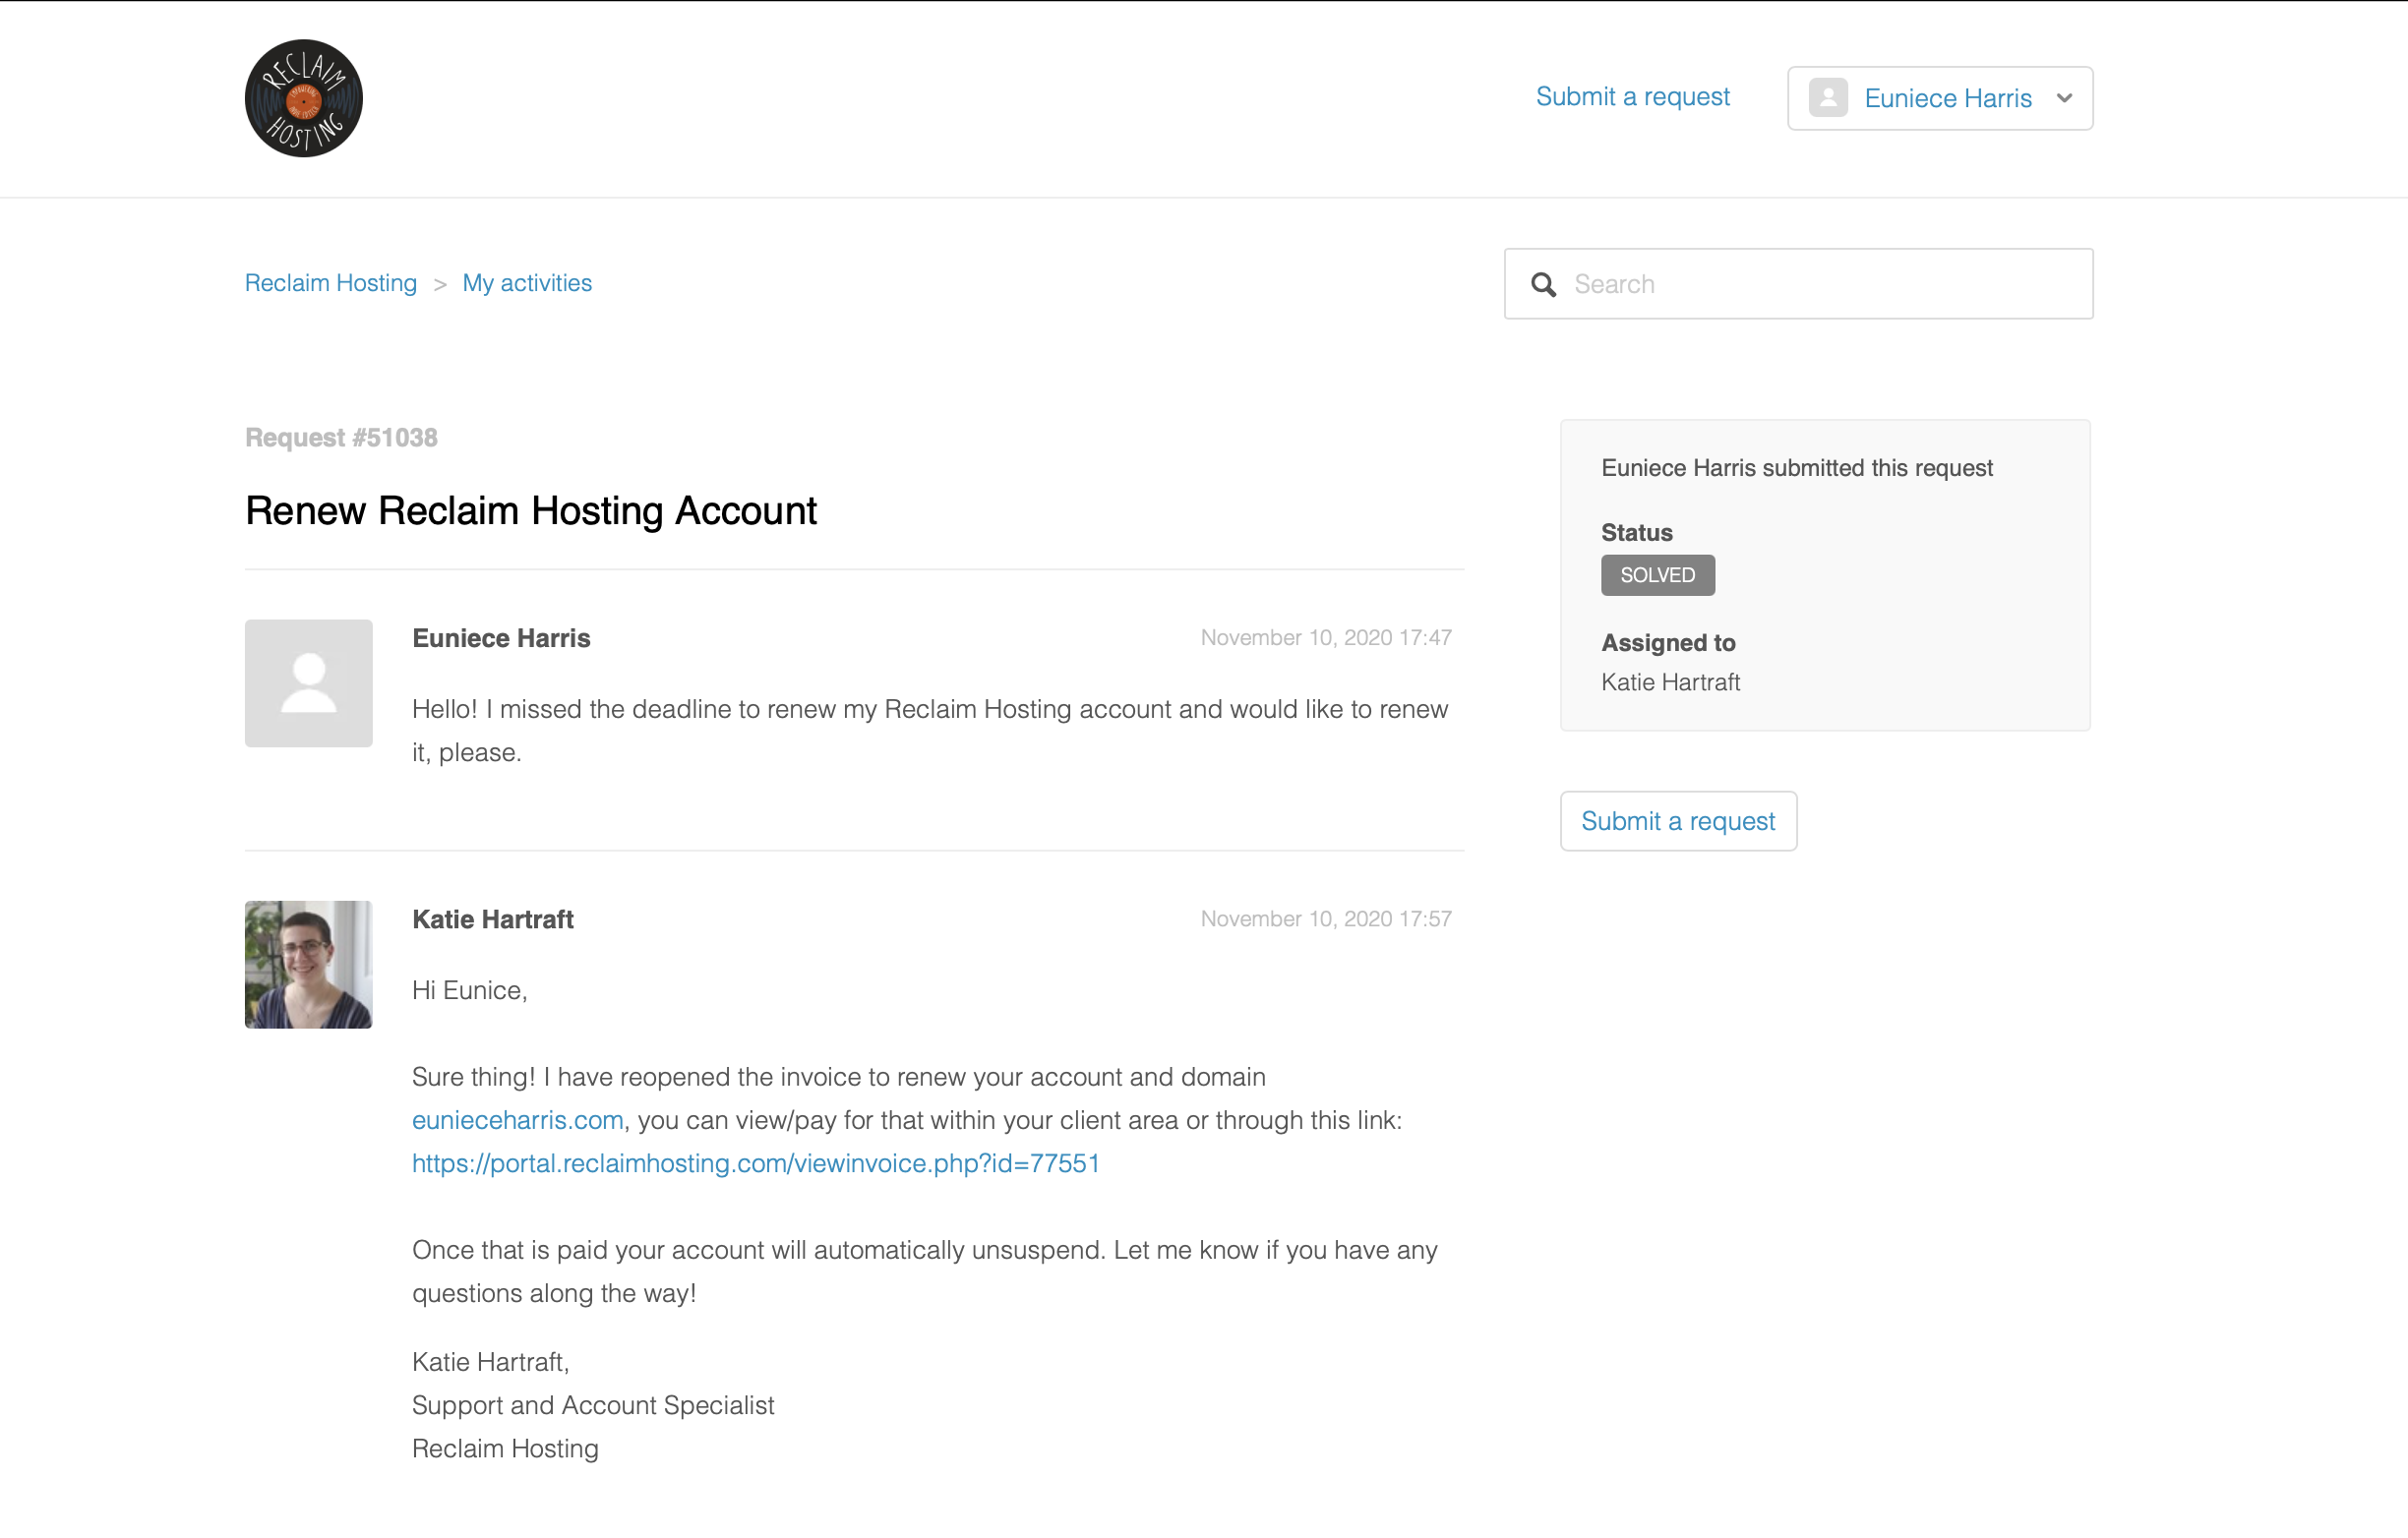 RECLAIM
HOSTING
Submit a request
Euniece Harris
Reclaim Hosting > My activities
Search
Request #51038
Renew Reclaim Hosting Account
Euniece Harris
November 10, 2020 17:47
Hello! I missed the deadline to renew my Reclaim Hosting account and would like to renew
it, please.
Euniece Harris submitted this request
Status
SOLVED
Assigned to
Katie Hartraft
Submit a request
Katie Hartraft
November 10, 2020 17:57
Hi Eunice,
Sure thing! I have reopened the invoice to renew your account and domain
eunieceharris.com, you can view/pay for that within your client area or through this link:
https://portal.reclaimhosting.com/viewinvoice.php?id=77551
Once that is paid your account will automatically unsuspend. Let me know if you have any
questions along the way!
Katie Hartraft,
Support and Account Specialist
Reclaim Hosting